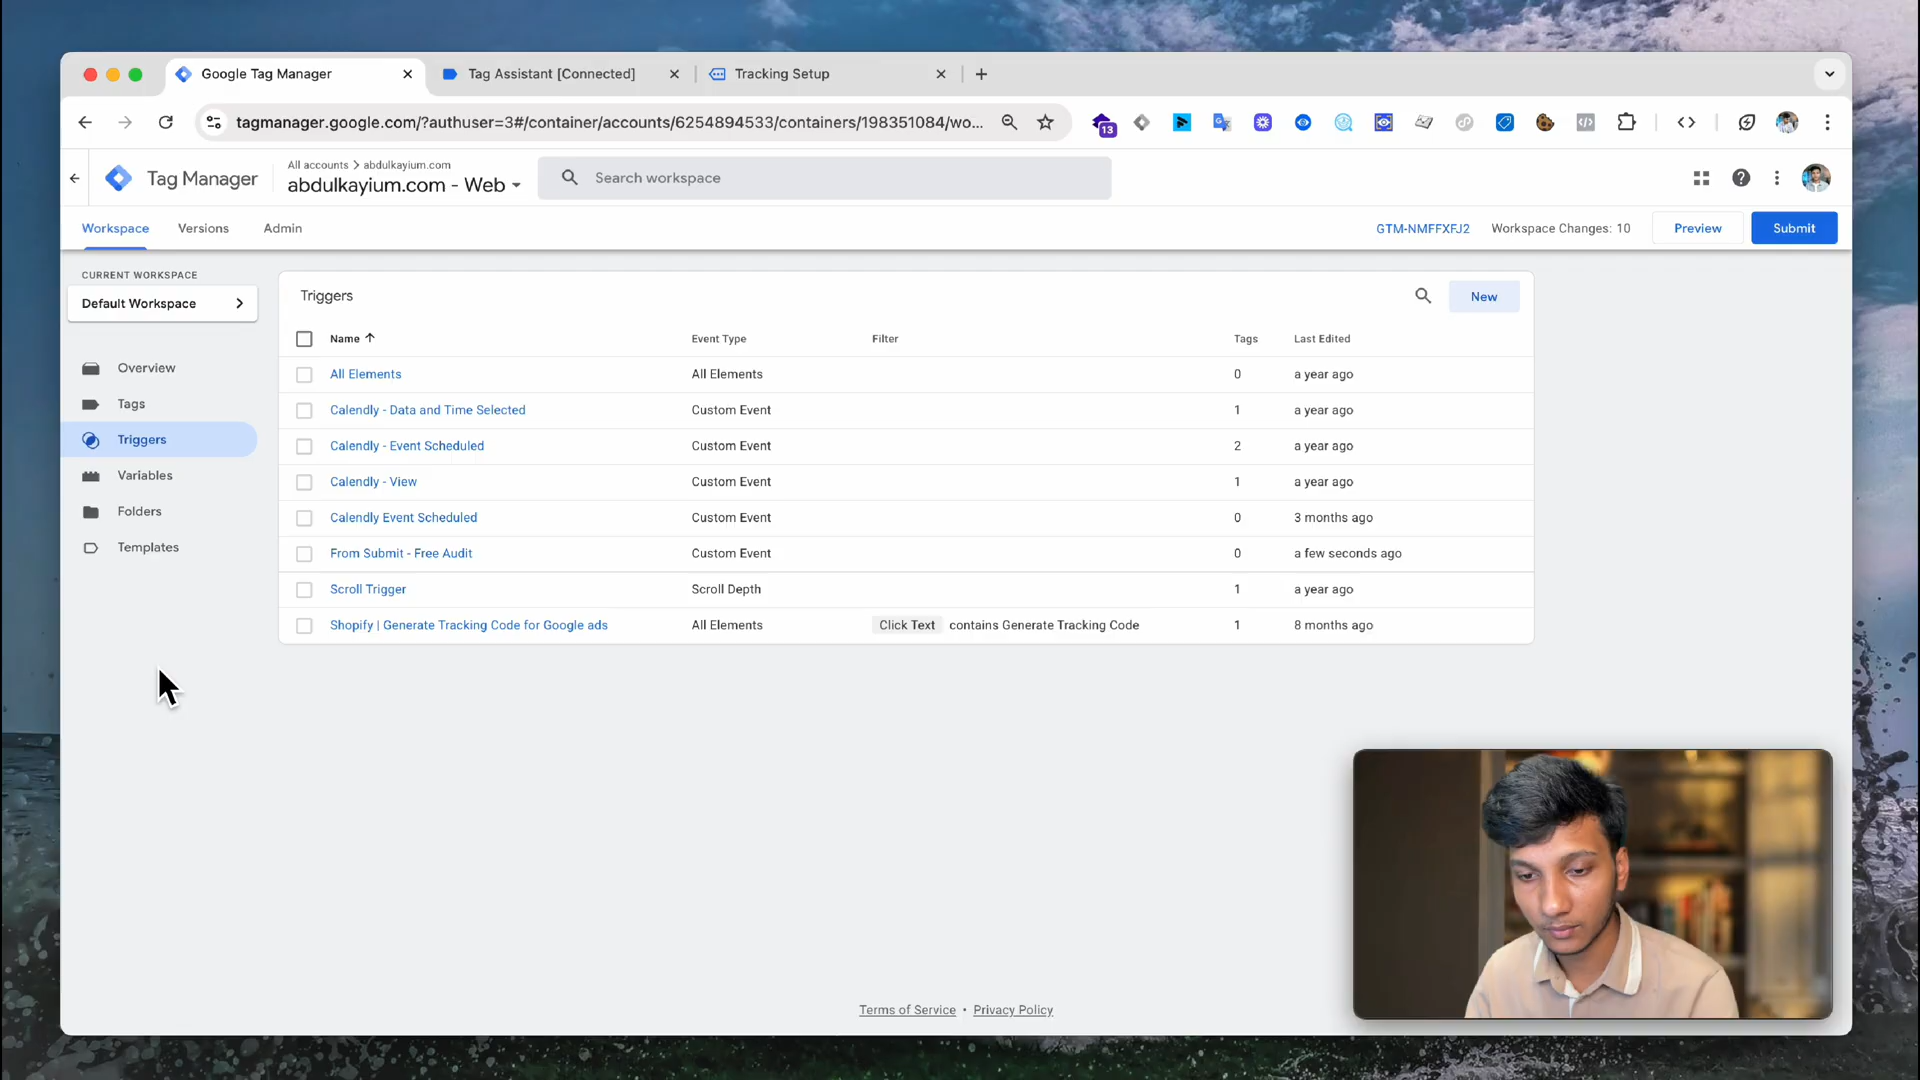 Google Tag Manager
Tag Assistant [Connected]
Tracking Setup
tagmanager.google.com/?authuser=3#/container/accounts/6254894533/containers/198351084/wo...
13
Tag Manager
All accounts > abdulkayium.com
abdulkayium.com - Web
Search workspace
Workspace
Versions
Admin
GTM-NMFFXFJ2
Workspace Changes: 10
Preview
Submit
CURRENT WORKSPACE
Default Workspace
Overview
Tags
Triggers
Variables
Folders
Templates
Triggers
New
Name Event Type Filter Tags Last Edited
All Elements All Elements 0 a year ago
Calendly - Data and Time Selected Custom Event 1 a year ago
Calendly - Event Scheduled Custom Event 2 a year ago
Calendly - View Custom Event 1 a year ago
Calendly Event Scheduled Custom Event 0 3 months ago
From Submit - Free Audit Custom Event 0 a few seconds ago
Scroll Trigger Scroll Depth 1 a year ago
Shopify | Generate Tracking Code for Google ads All Elements Click Text contains Generate Tracking Code 1 8 months ago
Terms of Service • Privacy Policy